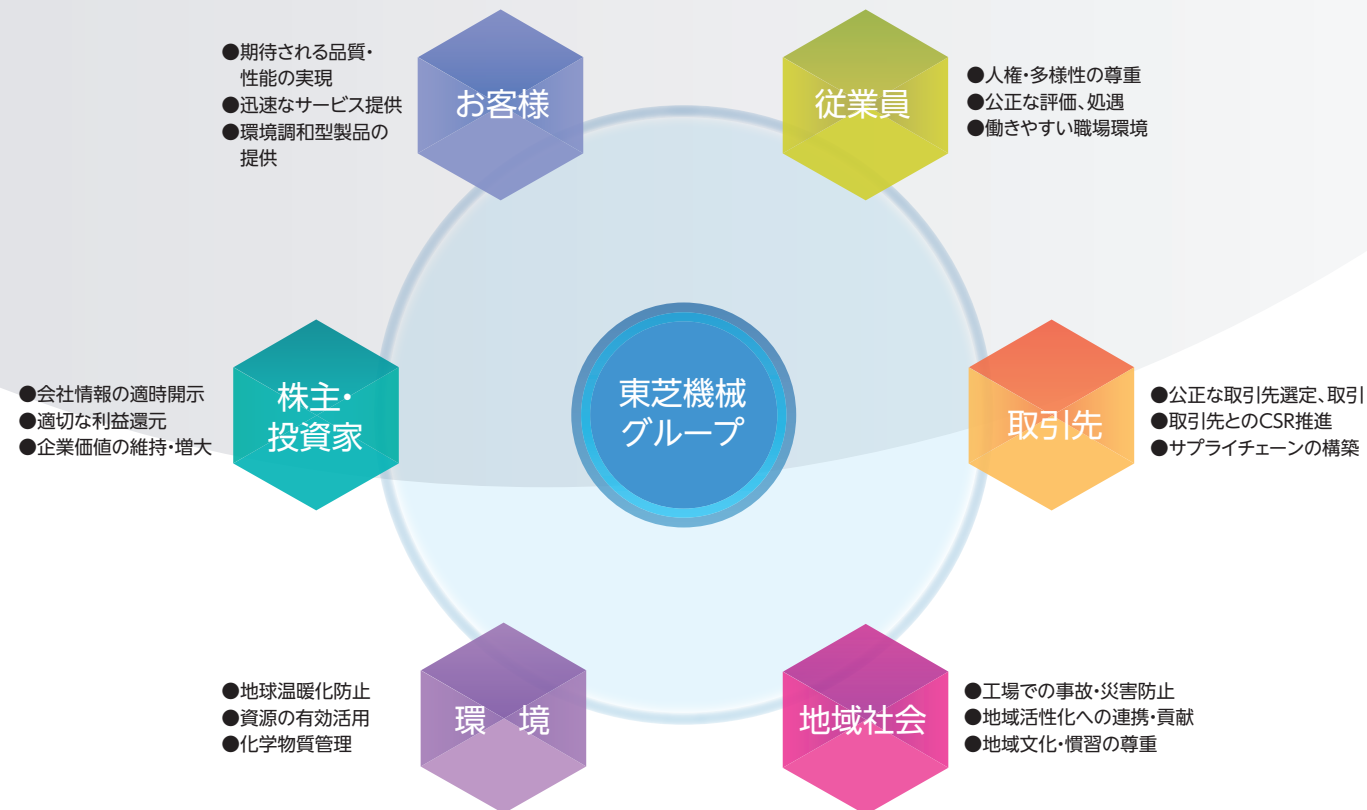 ●期待される品質・
性能の実現
●迅速なサービス提供
●環境調和型製品の
提供
お客様
従業員
●人権・多様性の尊重
●公正な評価、処遇
●働きやすい職場環境
●会社情報の適時開示
●適切な利益還元
●企業価値の維持・増大
株主・
投資家
東芝機械
グループ
取引先
●公正な取引先選定、取引
●取引先とのCSR推進
●サプライチェーンの構築
●地球温暖化防止
●資源の有効活用
●化学物質管理
環　境
地域社会
●工場での事故・災害防止
●地域活性化への連携・貢献
●地域文化・慣習の尊重